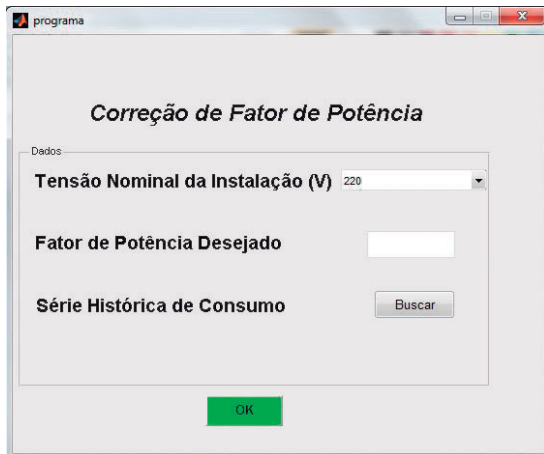 programa
Correção de Fator de Potência
Dados
Tensão Nominal da Instalação (V) 220
Fator de Potência Desejado
Série Histórica de Consumo Buscar
OK